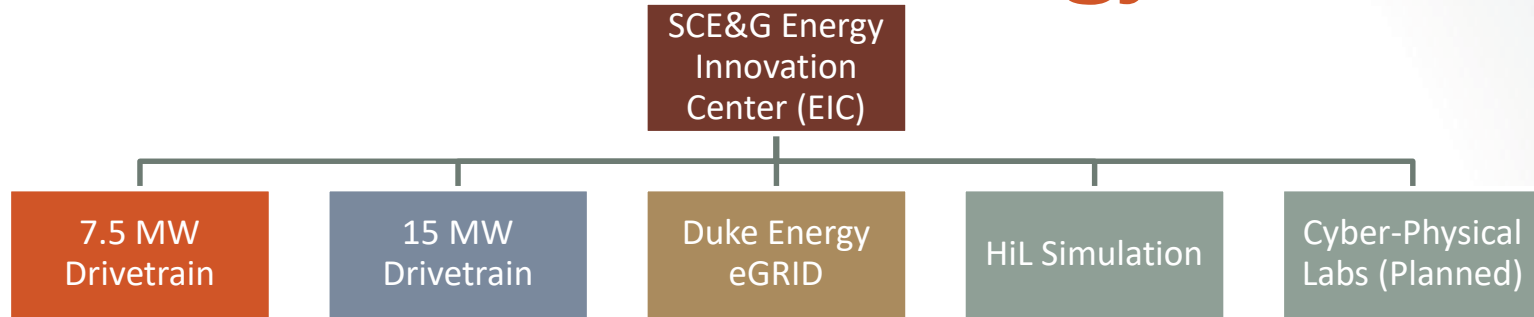 SCE&G Energy
Innovation
Center (EIC)
7.5 MW
Drivetrain
15 MW
Drivetrain
Duke Energy
eGRID
HiL Simulation
Cyber-Physical
Labs (Planned)